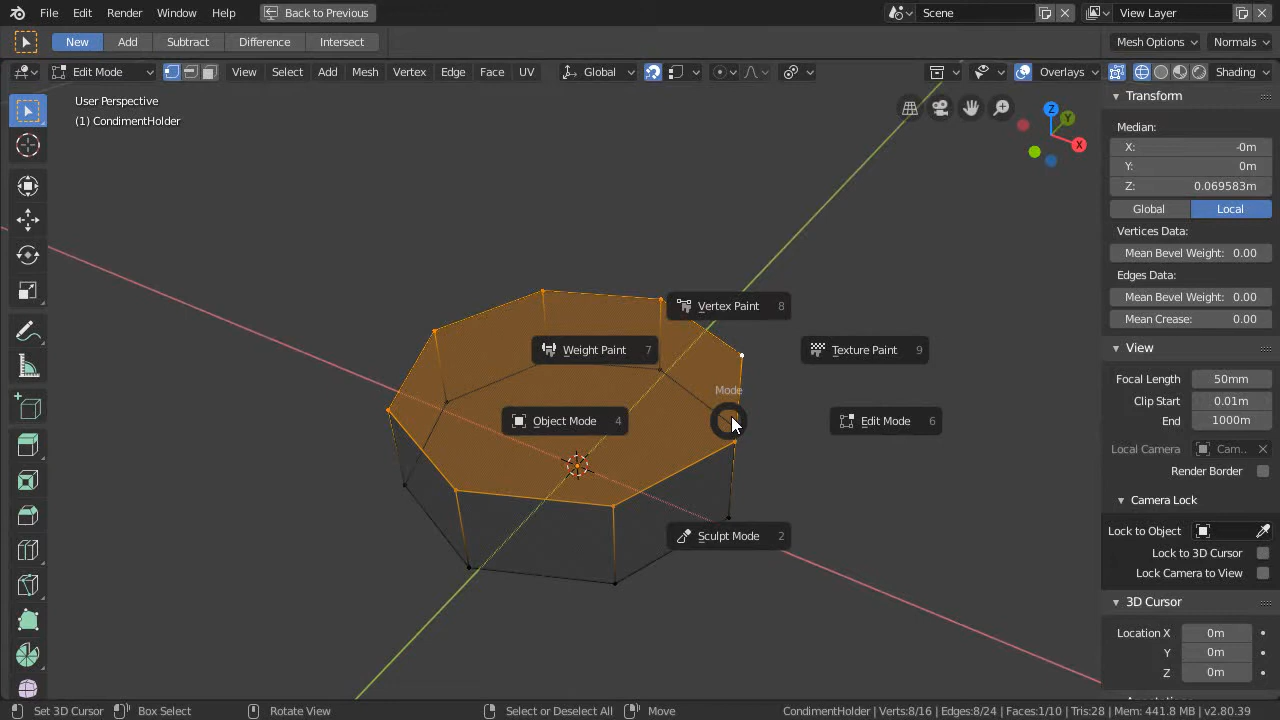 File Edit Render Window Help Back to Previous Scene View Layer
New Add Subtract Difference Intersect Mesh Options Normals
Edit Mode View Select Add Mesh Vertex Edge Face UV Global Overlays Shading
User Perspective
(1) CondimentHolder
Z
Y
X
Transform
Median:
X: -0m
Y: 0m
Z: 0.069583m
Global Local
Vertices Data:
Mean Bevel Weight: 0.00
Edges Data:
Mean Bevel Weight: 0.00
Mean Crease: 0.00
View
Focal Length 50mm
Clip Start 0.01m
End 1000m
Local Camera Cam..
Render Border
Camera Lock
Lock to Object
Lock to 3D Cursor
Lock Camera to View
3D Cursor
Location X 0m
Y 0m
Z 0m
Vertex Paint 8
Weight Paint 7
Texture Paint 9
Mode
Object Mode 4
Edit Mode 6
Sculpt Mode 2
Set 3D Cursor Box Select Rotate View Select or Deselect All Move CondimentHolder | Verts:8/16 | Edges:8/24 | Faces:1/10 | Tris:28 | Mem: 441.8 MB | v2.80.39